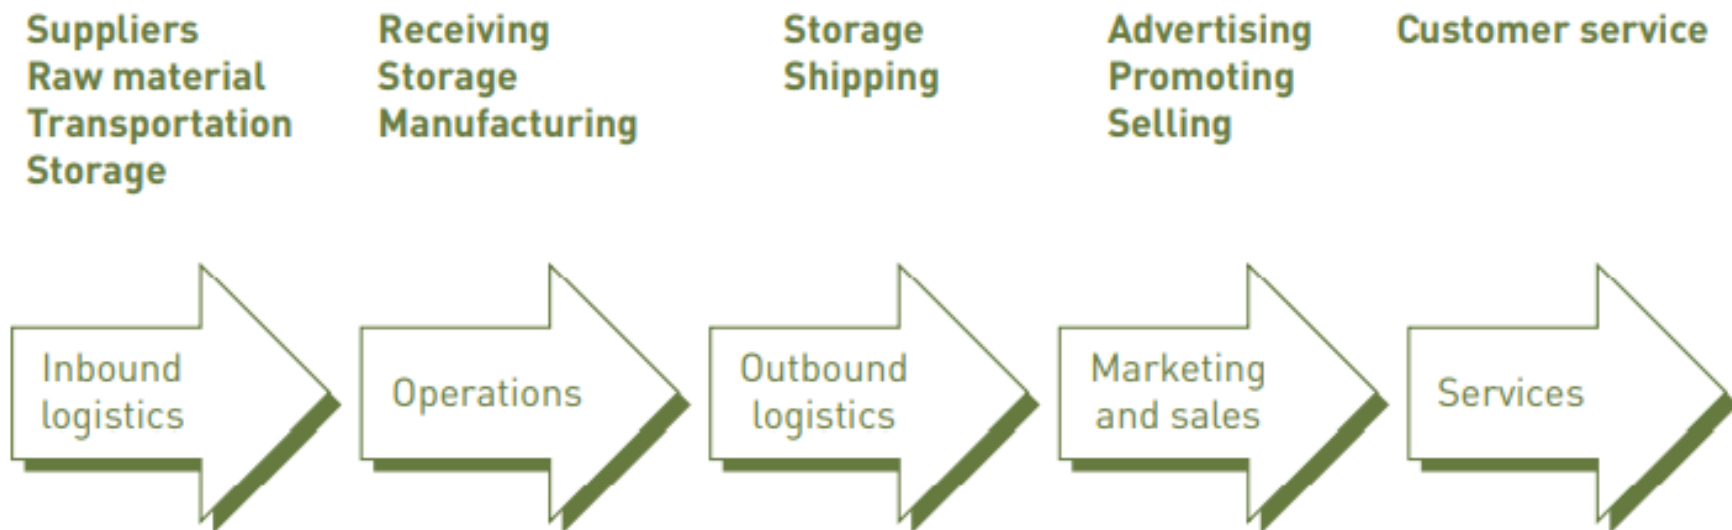 Suppliers
Raw material
Transportation
Storage
Receiving
Storage
Manufacturing
Storage
Shipping
Advertising
Promoting
Selling
Customer service
Inbound
logistics
Operations
Outbound
logistics
Marketing
and sales
Services